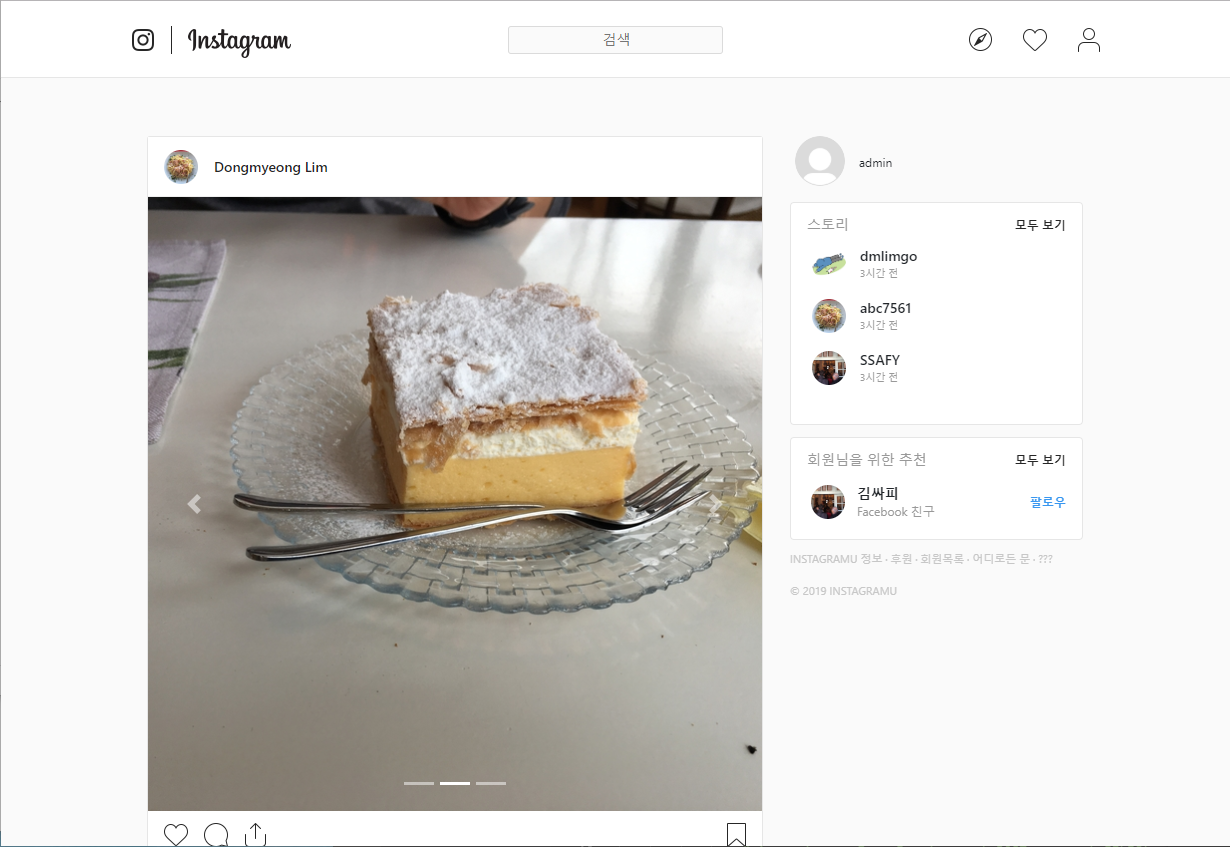 Instagram
검색
Dongmyeong Lim
admin
스토리 모두 보기
dmlimgo
3시간 전
abc7561
3시간 전
SSAFY
3시간 전
회원님을 위한 추천 모두 보기
김싸피
Facebook 친구
팔로우
INSTAGRAMU 정보 · 후원 · 회원목록 · 어디로든 문 · ???
© 2019 INSTAGRAMU